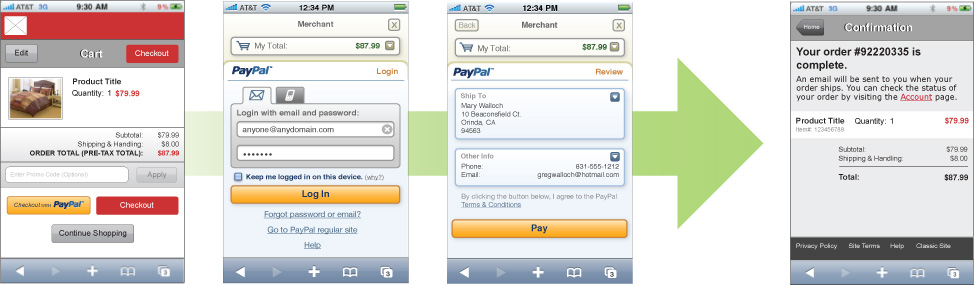 AT&T 3G 9:30 AM 9%
Edit Cart Checkout
Product Title
Quantity: 1 $79.99
Subtotal: $79.99
Shipping & Handling: $8.00
ORDER TOTAL (PRE-TAX TOTAL): $87.99
Enter Promo Code (Optional) Apply
Checkout with PayPal Checkout
Continue Shopping
3
AT&T 12:34 PM
Merchant X
My Total: $87.99
PayPal™ Login
Login with email and password:
anyone@anydomain.com
•••••••
Keep me logged in on this device. (why?)
Log In
Forgot password or email?
Go to PayPal regular site
Help
3
AT&T 12:34 PM
Back Merchant X
My Total: $87.99
PayPal™ Review
Ship To
Mary Walloch
10 Beaconsfield Ct.
Orinda, CA
94563
Other Info
Phone: 831-555-1212
Email: gregwalloch@hotmail.com
By clicking the button below, I agree to the PayPal
Terms & Conditions
Pay
3
AT&T 3G 9:30 AM 9%
Home Confirmation
Your order #92220335 is
complete.
An email will be sent to you when your
order ships. You can check the status of
your order by visiting the Account page.
Product Title Quantity: 1 $79.99
Item#: 123456789
Subtotal: $79.99
Shipping & Handling: $8.00
Total: $87.99
Privacy Policy Site Terms Help Classic Site
3